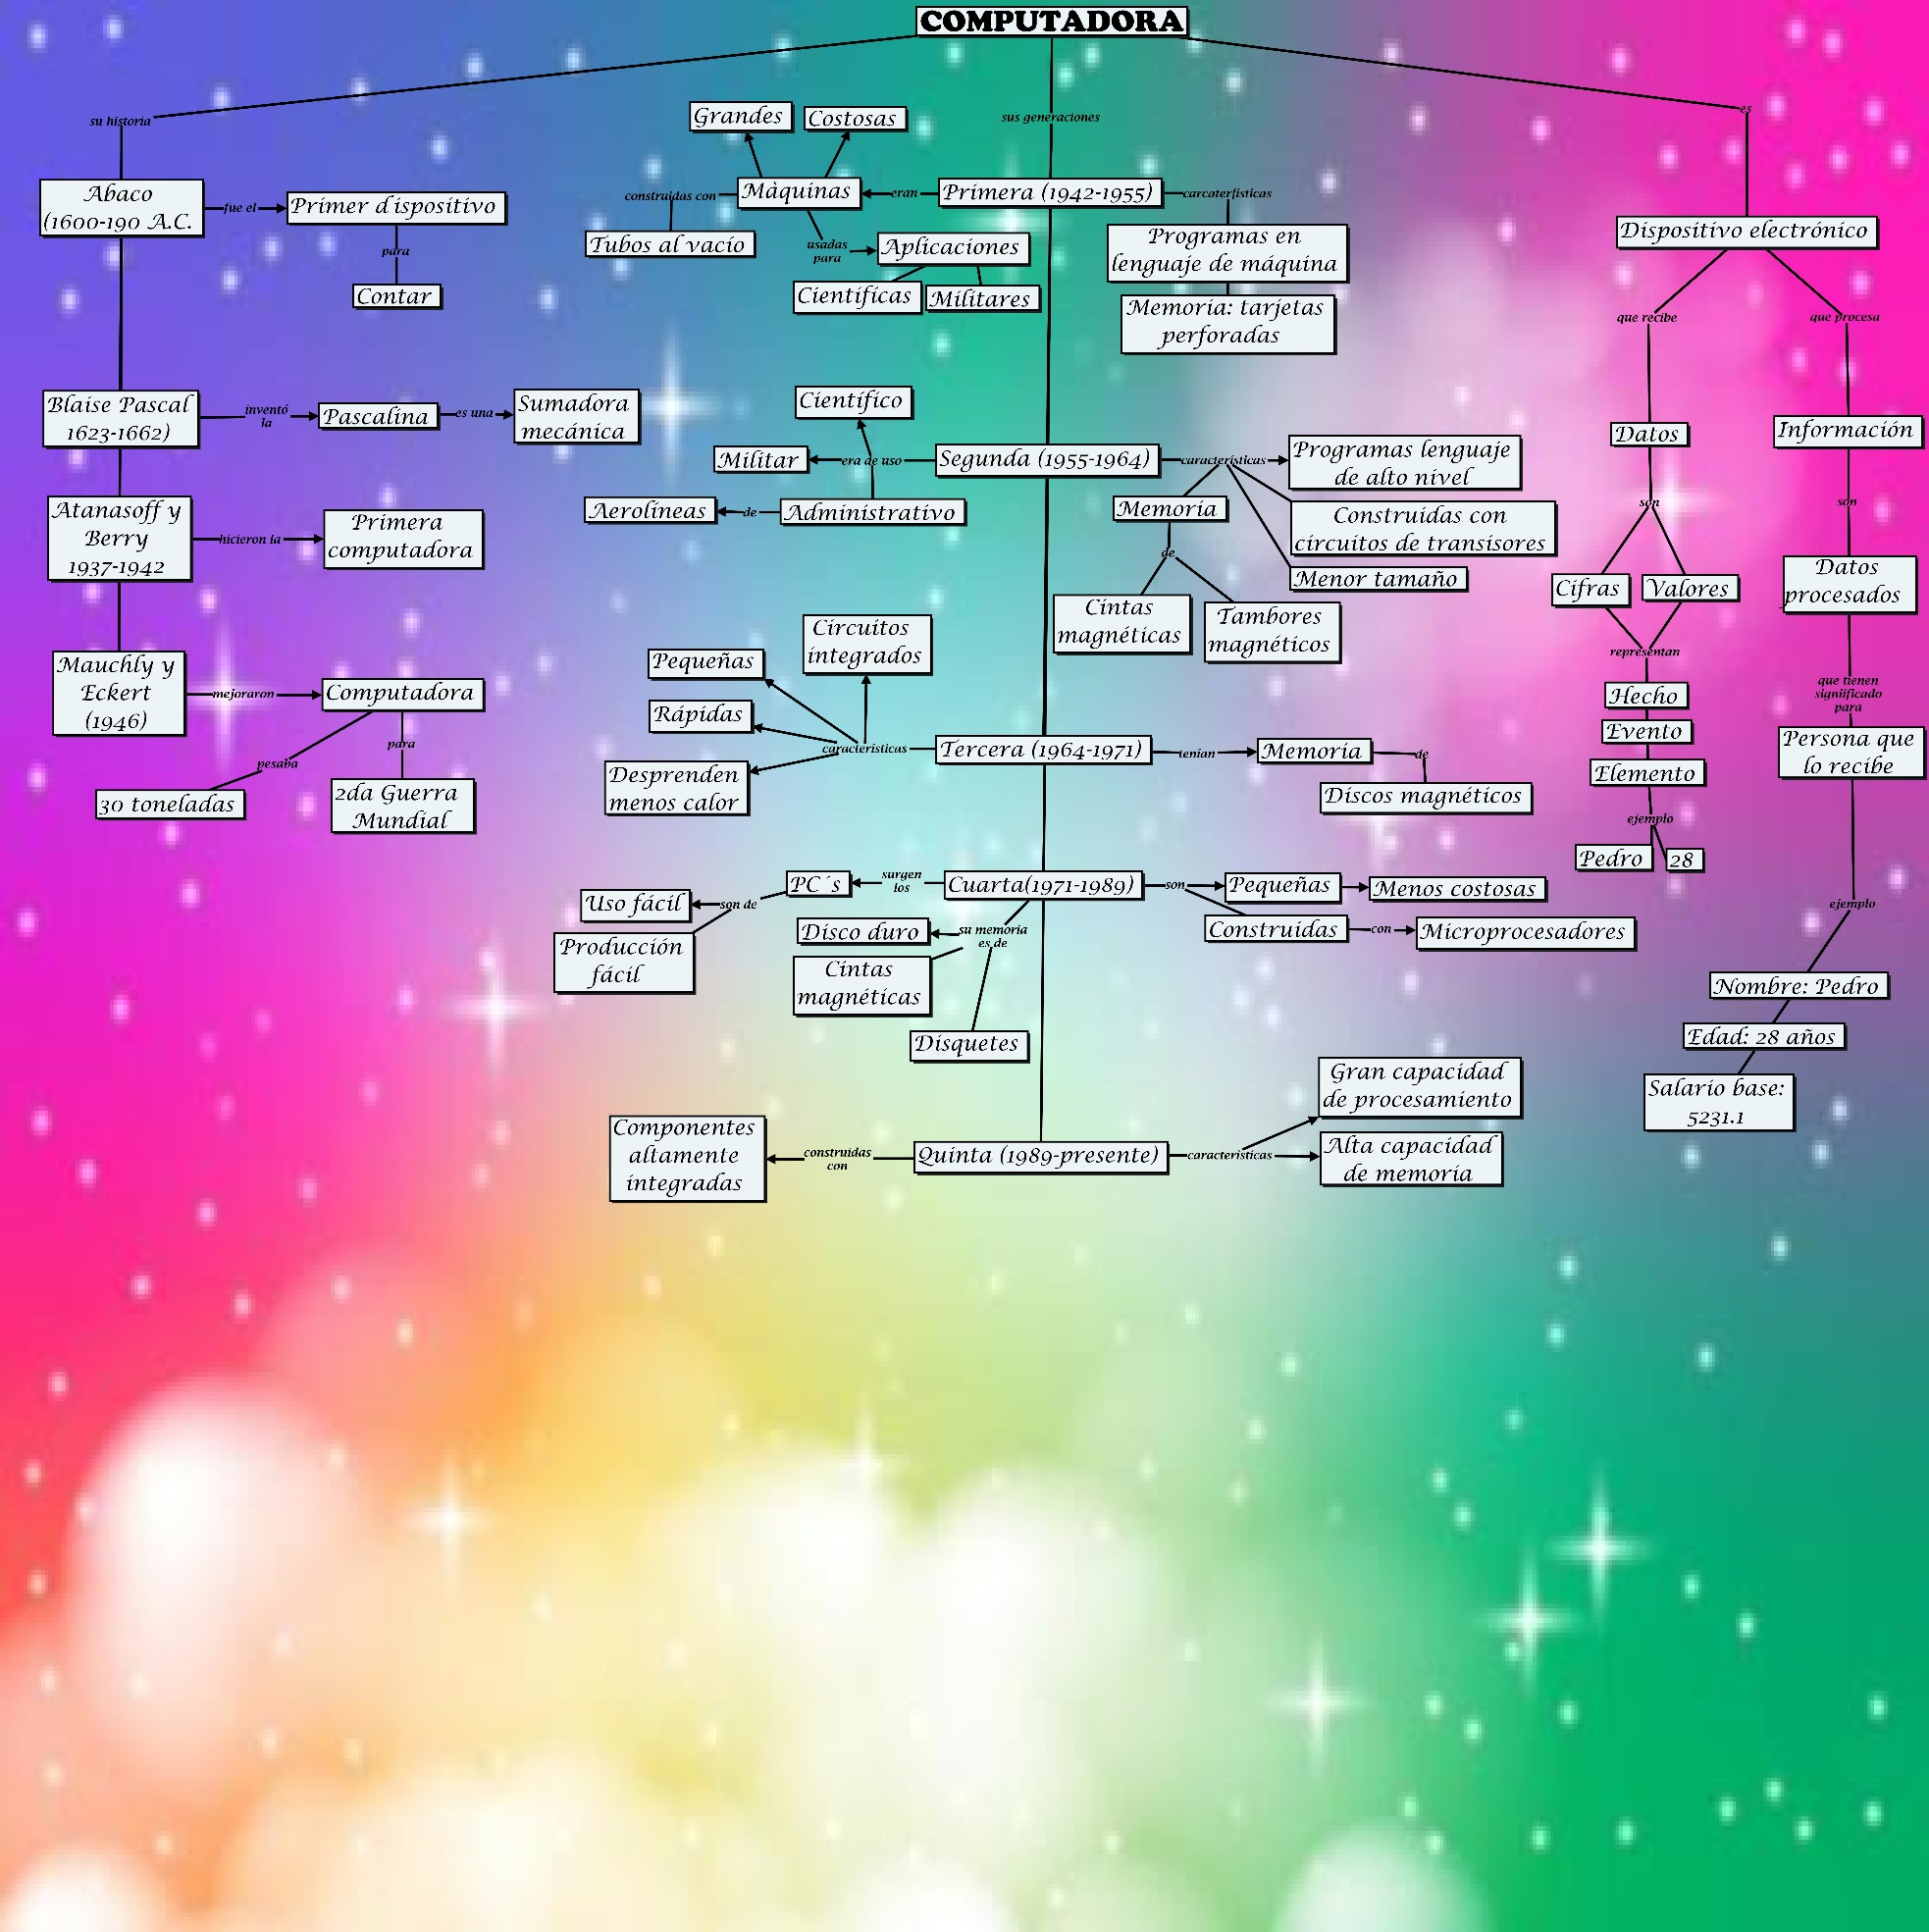 COMPUTADORA
su historia
Abaco
(1600-190 A.C.
fue el
Primer dispositivo
para
Contar
Blaise Pascal
1623-1662)
inventó
la
Pascalina
es una
Sumadora
mecánica
Atanasoff y
Berry
1937-1942
hicieron la
Primera
computadora
Mauchly y
Eckert
(1946)
mejoraron
Computadora
pesaba
30 toneladas
para
2da Guerra
Mundial
sus generaciones
Primera (1942-1955)
eran
Màquinas
Grandes
Costosas
construidas con
Tubos al vacío
usadas
para
Aplicaciones
Científicas
Militares
carcaterfisticas
Programas en
lenguaje de máquina
Memoria: tarjetas
perforadas
Segunda (1955-1964)
era de uso
Científico
Militar
Administrativo
de
Aerolíneas
características
Programas lenguaje
de alto nivel
Construidas con
circuitos de transisores
Menor tamaño
Memoria
de
Cintas
magnéticas
Tambores
magnéticos
Tercera (1964-1971)
características
Circuitos
integrados
Pequeñas
Rápidas
Desprenden
menos calor
tenían
Memoria
de
Discos magnéticos
Cuarta(1971-1989)
surgen
los
PC´s
son de
Uso fácil
Producción
fácil
su memoria
es de
Disco duro
Cintas
magnéticas
Disquetes
son
Pequeñas
Menos costosas
Construidas
con
Microprocesadores
Quinta (1989-presente)
construidas
con
Componentes
altamente
integradas
características
Gran capacidad
de procesamiento
Alta capacidad
de memoria
es
Dispositivo electrónico
que recibe
Datos
son
Cifras
Valores
representan
Hecho
Evento
Elemento
ejemplo
Pedro
28
que procesa
Información
son
Datos
procesados
que tienen
signiificado
para
Persona que
lo recibe
ejemplo
Nombre: Pedro
Edad: 28 años
Salario base:
5231.1